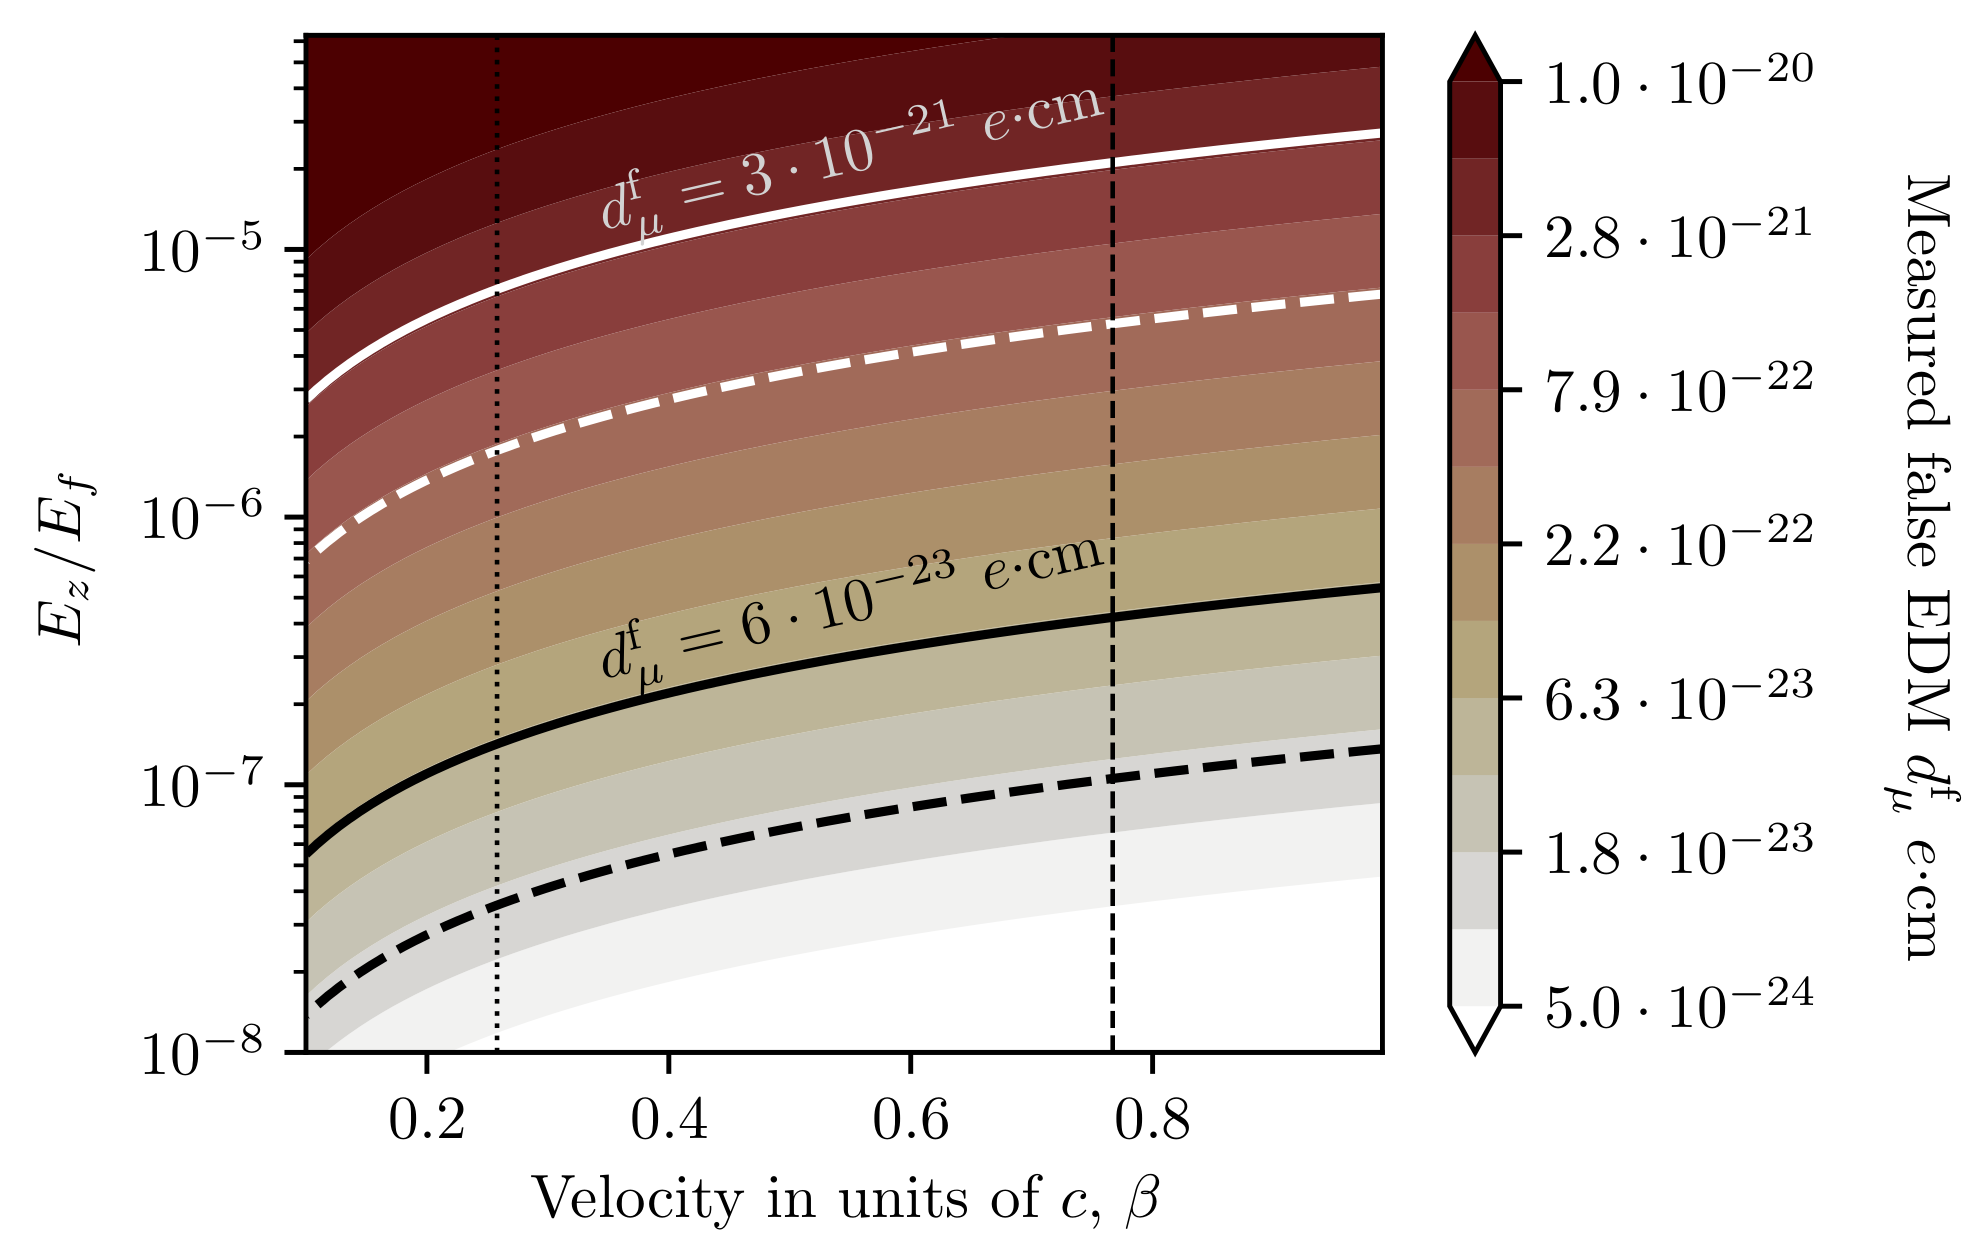 d_μ^f = 3 · 10^−21 e·cm
d_μ^f = 6 · 10^−23 e·cm
E_z/E_f
10^−5
10^−6
10^−7
10^−8
0.2 0.4 0.6 0.8
Velocity in units of c, β
1.0 · 10^−20
2.8 · 10^−21
7.9 · 10^−22
2.2 · 10^−22
6.3 · 10^−23
1.8 · 10^−23
5.0 · 10^−24
Measured false EDM d_μ^f e·cm